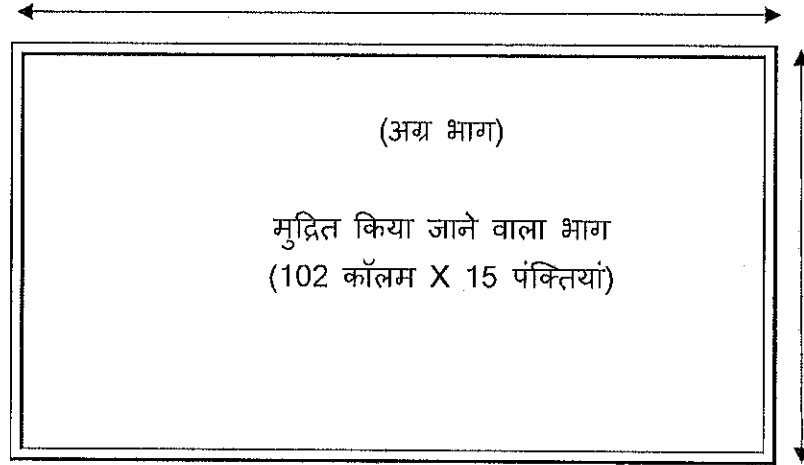 (अग्र भाग)
मुद्रित किया जाने वाला भाग
(102 कॉलम X 15 पंक्तियां)